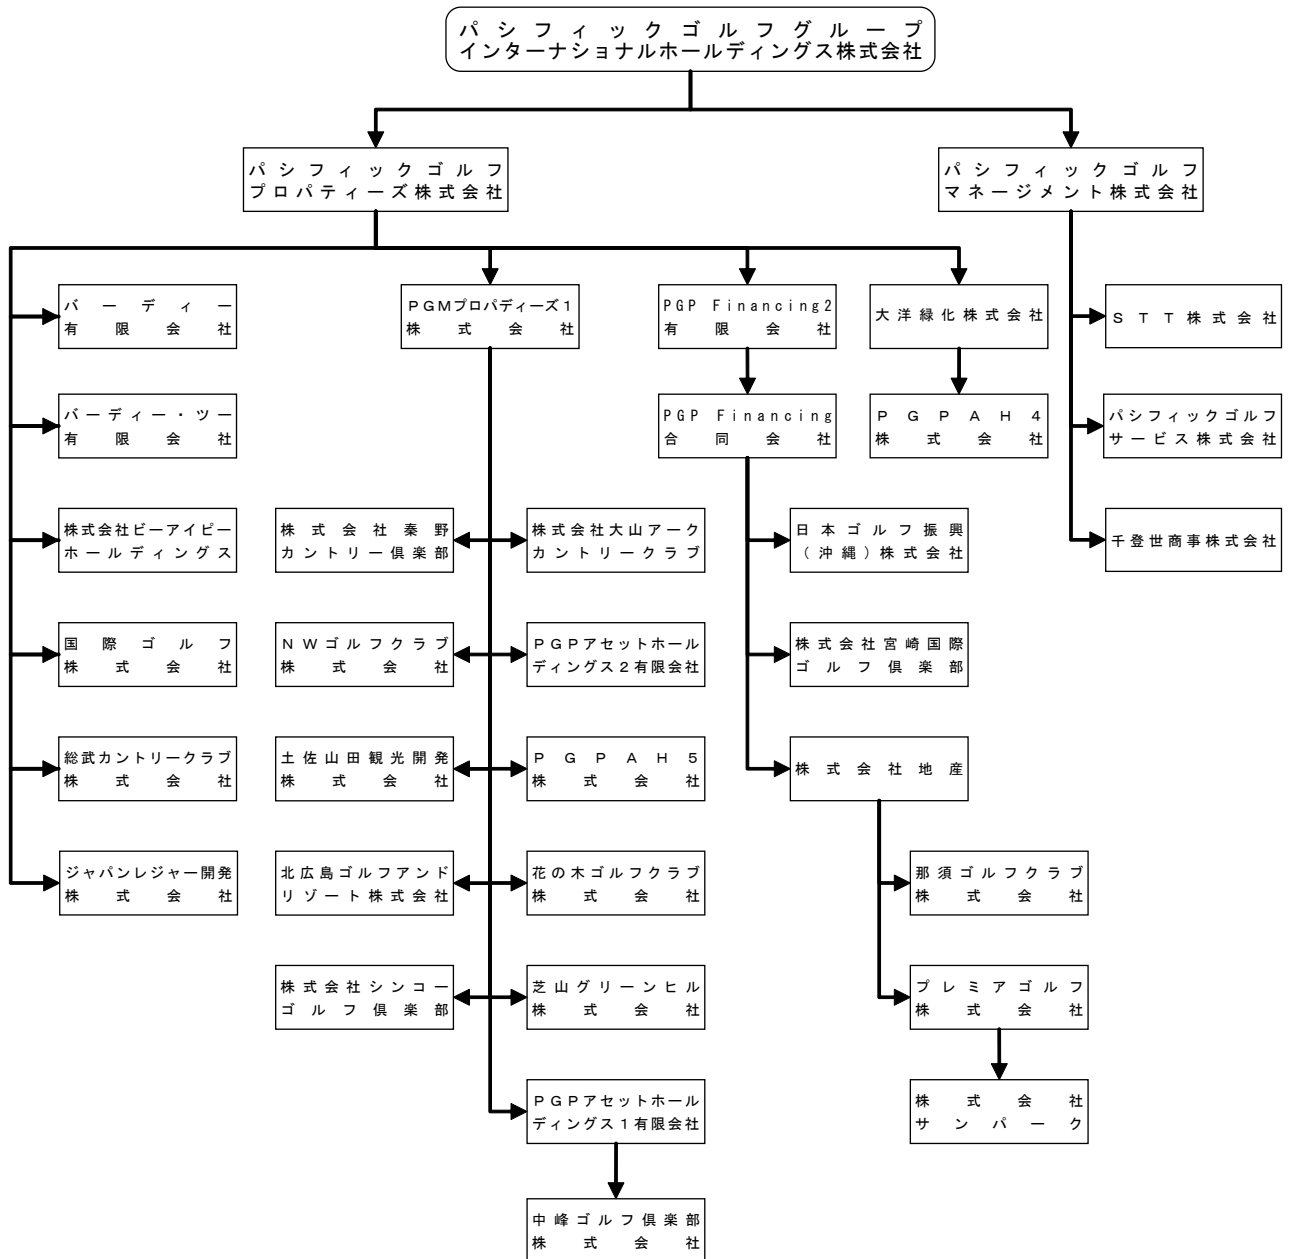 パシフィックゴルフグループ
インターナショナルホールディングス株式会社
パシフィックゴルフ
プロパティーズ株式会社
パシフィックゴルフ
マネージメント株式会社
バーディー
有限会社
PGMプロパディーズ1
株式会社
PGP Financing2
有限会社
大洋緑化株式会社
STT株式会社
バーディー・ツー
有限会社
PGP Financing
合同会社
PGPAH4
株式会社
パシフィックゴルフ
サービス株式会社
株式会社ビーアイピー
ホールディングス
株式会社秦野
カントリー倶楽部
株式会社大山アーク
カントリークラブ
日本ゴルフ振興
(沖縄)株式会社
千登世商事株式会社
国際ゴルフ
株式会社
NWゴルフクラブ
株式会社
PGPアセットホール
ディングス2有限会社
株式会社宮崎国際
ゴルフ倶楽部
総武カントリークラブ
株式会社
土佐山田観光開発
株式会社
PGPAH5
株式会社
株式会社地産
ジャパンレジャー開発
株式会社
北広島ゴルフアンド
リゾート株式会社
花の木ゴルフクラブ
株式会社
那須ゴルフクラブ
株式会社
株式会社シンコー
ゴルフ倶楽部
芝山グリーンヒル
株式会社
プレミアゴルフ
株式会社
PGPアセットホール
ディングス1有限会社
株式会社
サンパーク
中峰ゴルフ倶楽部
株式会社